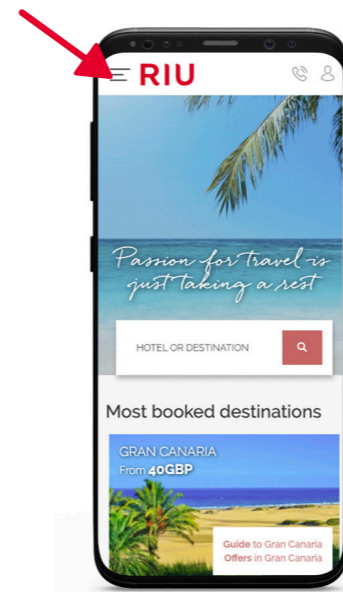 RIU
Passion for travel is
just taking a rest
HOTEL OR DESTINATION
Most booked destinations
GRAN CANARIA
From 40GBP
Guide to Gran Canaria
Offers in Gran Canaria